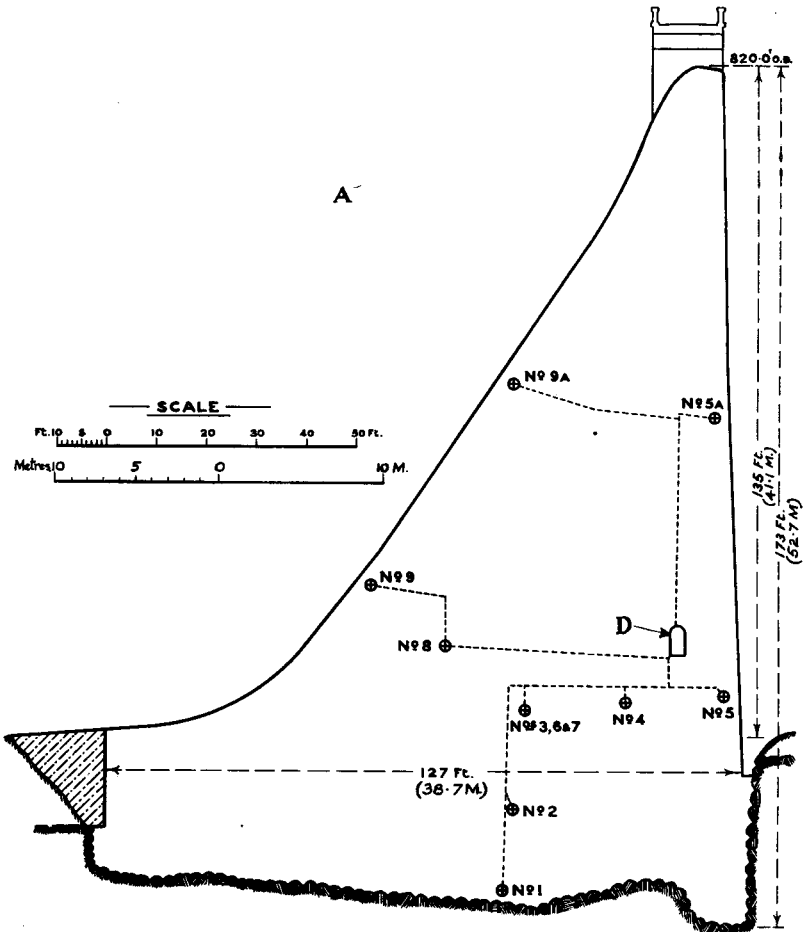 820·0' O.D.
A
Nº 9A
Nº 5A
SCALE
Ft. 10 5 0 10 20 30 40 50 Ft.
Metres 10 5 0 10 M.
135 Ft.
(41·1 M.)
173 Ft.
(52·7 M)
Nº 9
D
Nº 8
Nºs 3, 6 & 7
Nº 4
Nº 5
127 Ft.
(38·7 M.)
Nº 2
Nº 1